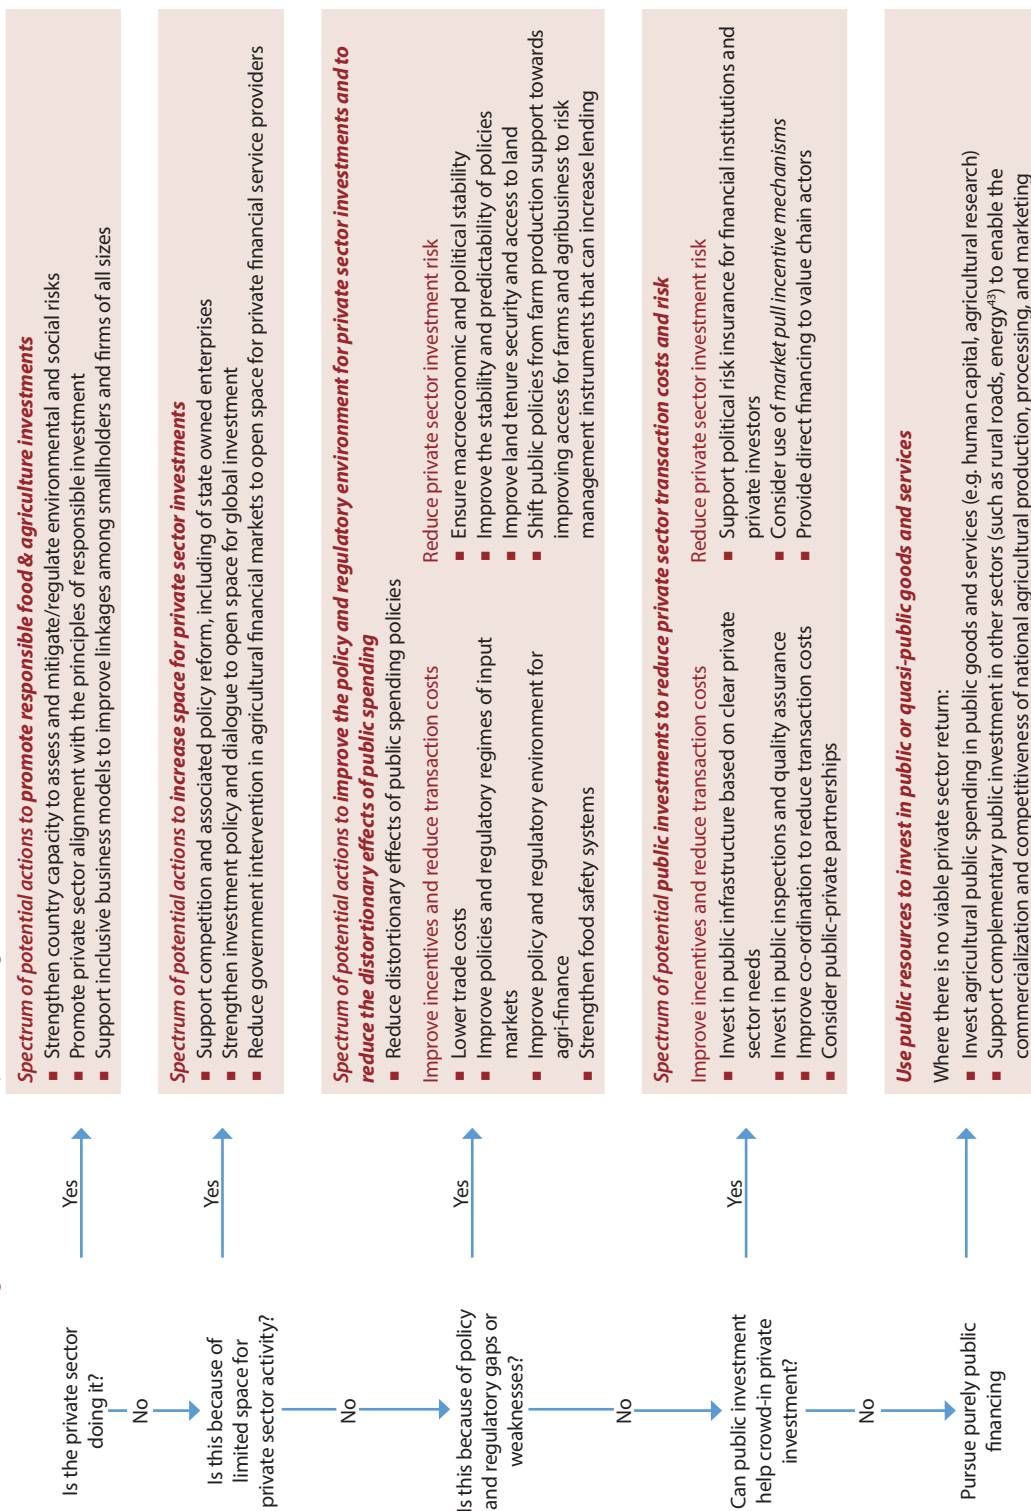 Is the private sector
doing it?
Yes
Spectrum of potential actions to promote responsible food & agriculture investments
■ Strengthen country capacity to assess and mitigate/regulate environmental and social risks
■ Promote private sector alignment with the principles of responsible investment
■ Support inclusive business models to improve linkages among smallholders and firms of all sizes
No
Is this because of
limited space for
private sector activity?
Yes
Spectrum of potential actions to increase space for private sector investments
■ Support competition and associated policy reform, including of state owned enterprises
■ Strengthen investment policy and dialogue to open space for global investment
■ Reduce government intervention in agricultural financial markets to open space for private financial service providers
No
Is this because of policy
and regulatory gaps or
weaknesses?
Yes
Spectrum of potential actions to improve the policy and regulatory environment for private sector investments and to
reduce the distortionary effects of public spending
■ Reduce distortionary effects of public spending policies
Improve incentives and reduce transaction costs
■ Lower trade costs
■ Improve policies and regulatory regimes of input
markets
■ Improve policy and regulatory environment for
agri-finance
■ Strengthen food safety systems
Reduce private sector investment risk
■ Ensure macroeconomic and political stability
■ Improve the stability and predictability of policies
■ Improve land tenure security and access to land
■ Shift public policies from farm production support towards
improving access for farms and agribusiness to risk
management instruments that can increase lending
No
Can public investment
help crowd-in private
investment?
Yes
Spectrum of potential public investments to reduce private sector transaction costs and risk
Improve incentives and reduce transaction costs
■ Invest in public infrastructure based on clear private
sector needs
■ Invest in public inspections and quality assurance
■ Improve co-ordination to reduce transaction costs
■ Consider public-private partnerships
Reduce private sector investment risk
■ Support political risk insurance for financial institutions and
private investors
■ Consider use of market pull incentive mechanisms
■ Provide direct financing to value chain actors
No
Pursue purely public
financing
Use public resources to invest in public or quasi-public goods and services
Where there is no viable private sector return:
■ Invest agricultural public spending in public goods and services (e.g. human capital, agricultural research)
■ Support complementary public investment in other sectors (such as rural roads, energy⁴³) to enable the
commercialization and competitiveness of national agricultural production, processing, and marketing